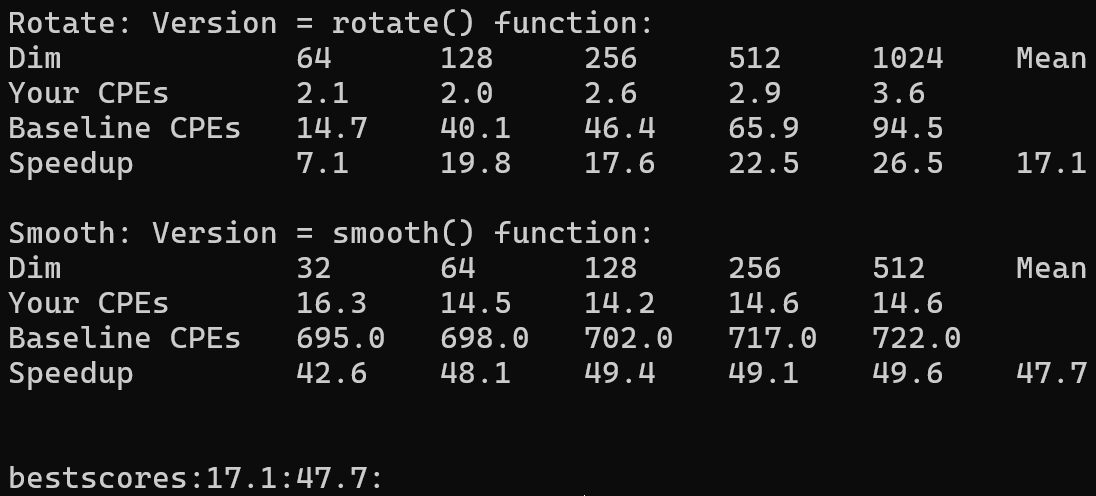 Rotate: Version = rotate() function:
Dim 64 128 256 512 1024 Mean
Your CPEs 2.1 2.0 2.6 2.9 3.6
Baseline CPEs 14.7 40.1 46.4 65.9 94.5
Speedup 7.1 19.8 17.6 22.5 26.5 17.1
Smooth: Version = smooth() function:
Dim 32 64 128 256 512 Mean
Your CPEs 16.3 14.5 14.2 14.6 14.6
Baseline CPEs 695.0 698.0 702.0 717.0 722.0
Speedup 42.6 48.1 49.4 49.1 49.6 47.7
bestscores:17.1:47.7: